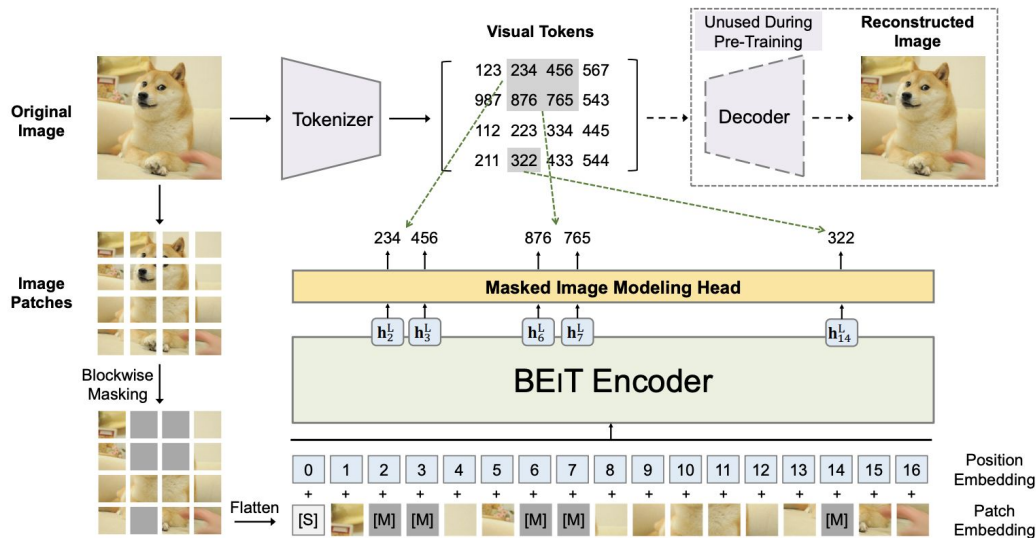 Visual Tokens
Unused During
Pre-Training
Reconstructed
Image
Original
Image
Tokenizer
123 234 456 567
987 876 765 543
112 223 334 445
211 322 433 544
Decoder
234 456 876 765 322
Image
Patches
Masked Image Modeling Head
h₂ᴸ h₃ᴸ h₆ᴸ h₇ᴸ h₁₄ᴸ
BEIT Encoder
Blockwise
Masking
0 1 2 3 4 5 6 7 8 9 10 11 12 13 14 15 16
Position
Embedding
+ + + + + + + + + + + + + + + + +
Flatten
[S] [M] [M] [M] [M] [M]
Patch
Embedding